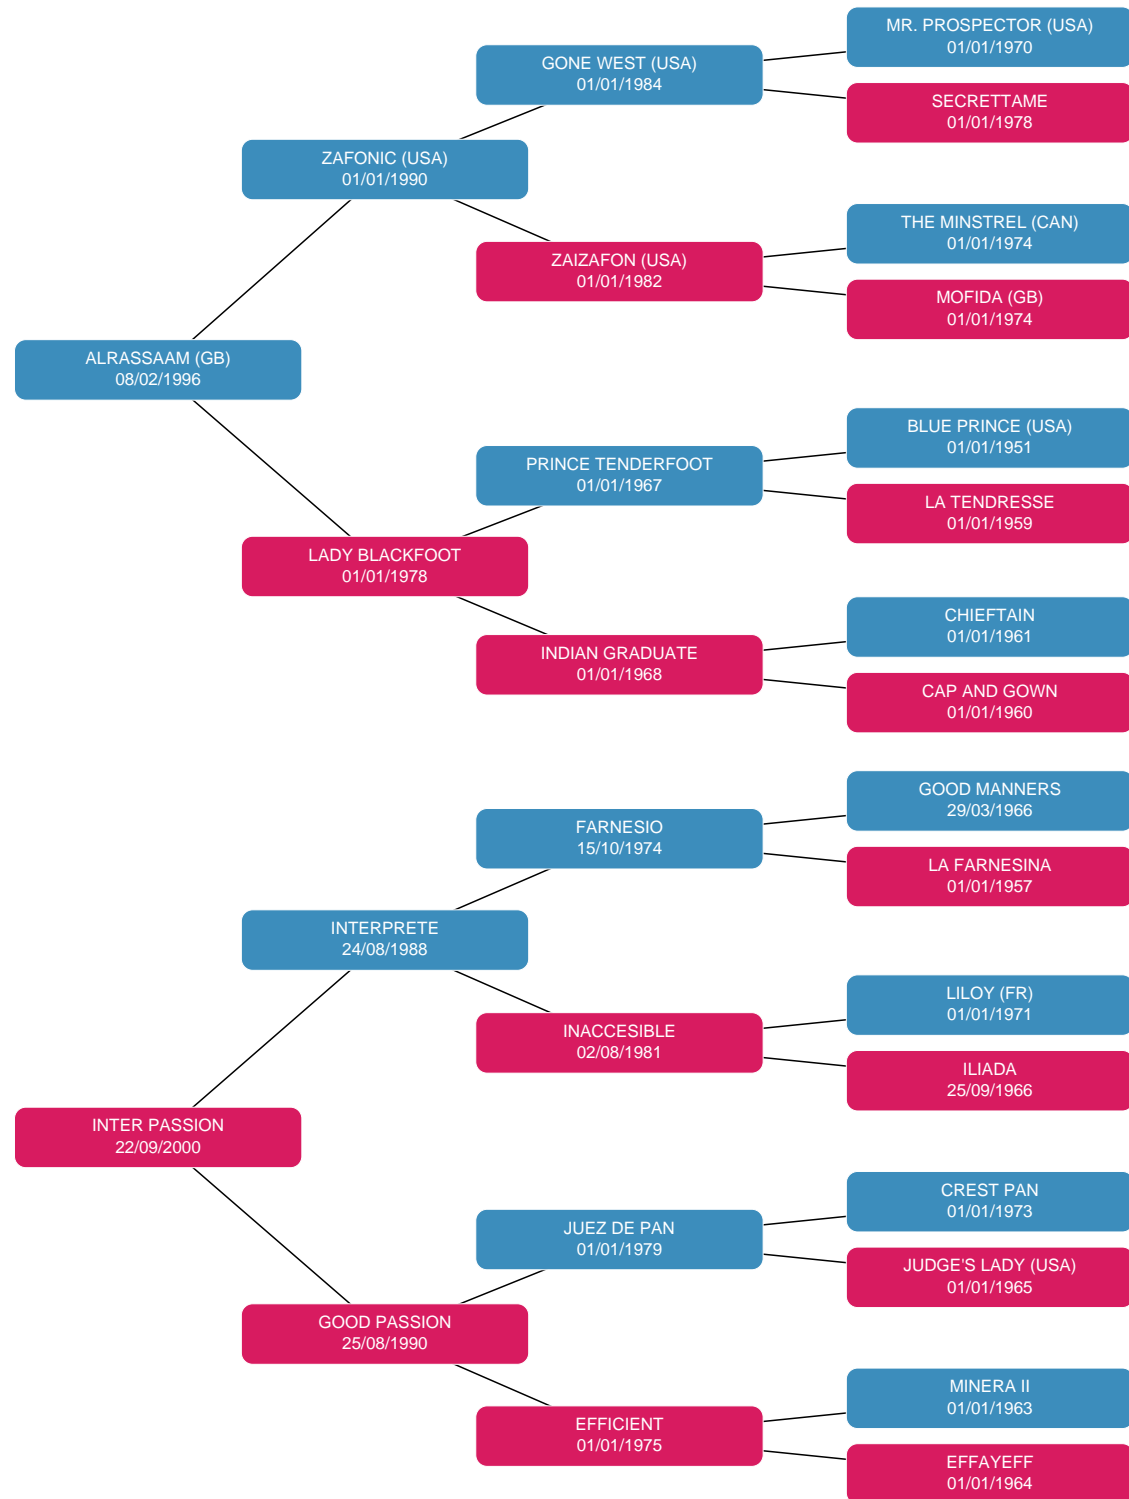 MR. PROSPECTOR (USA)
01/01/1970
GONE WEST (USA)
01/01/1984
SECRETTAME
01/01/1978
ZAFONIC (USA)
01/01/1990
THE MINSTREL (CAN)
01/01/1974
ZAIZAFON (USA)
01/01/1982
MOFIDA (GB)
01/01/1974
ALRASSAAM (GB)
08/02/1996
BLUE PRINCE (USA)
01/01/1951
PRINCE TENDERFOOT
01/01/1967
LA TENDRESSE
01/01/1959
LADY BLACKFOOT
01/01/1978
CHIEFTAIN
01/01/1961
INDIAN GRADUATE
01/01/1968
CAP AND GOWN
01/01/1960
GOOD MANNERS
29/03/1966
FARNESIO
15/10/1974
LA FARNESINA
01/01/1957
INTERPRETE
24/08/1988
LILOY (FR)
01/01/1971
INACCESIBLE
02/08/1981
ILIADA
25/09/1966
INTER PASSION
22/09/2000
CREST PAN
01/01/1973
JUEZ DE PAN
01/01/1979
JUDGE'S LADY (USA)
01/01/1965
GOOD PASSION
25/08/1990
MINERA II
01/01/1963
EFFICIENT
01/01/1975
EFFAYEFF
01/01/1964